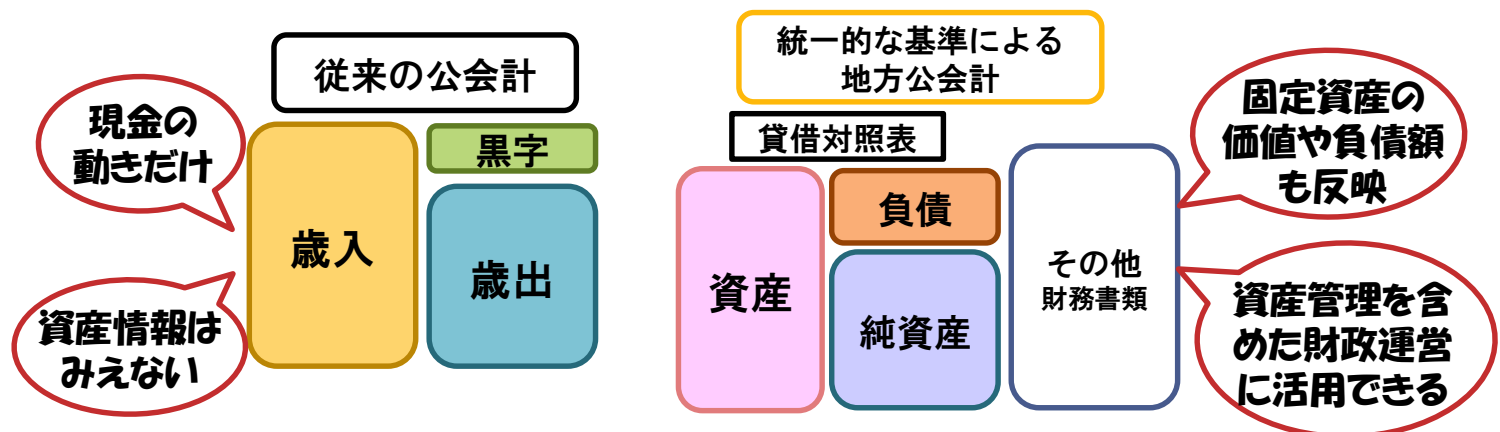 従来の公会計
現金の
動きだけ
資産情報は
みえない
歳入
黒字
歳出
統一的な基準による
地方公会計
貸借対照表
資産
負債
純資産
その他
財務書類
固定資産の
価値や負債額
も反映
資産管理を含
めた財政運営
に活用できる